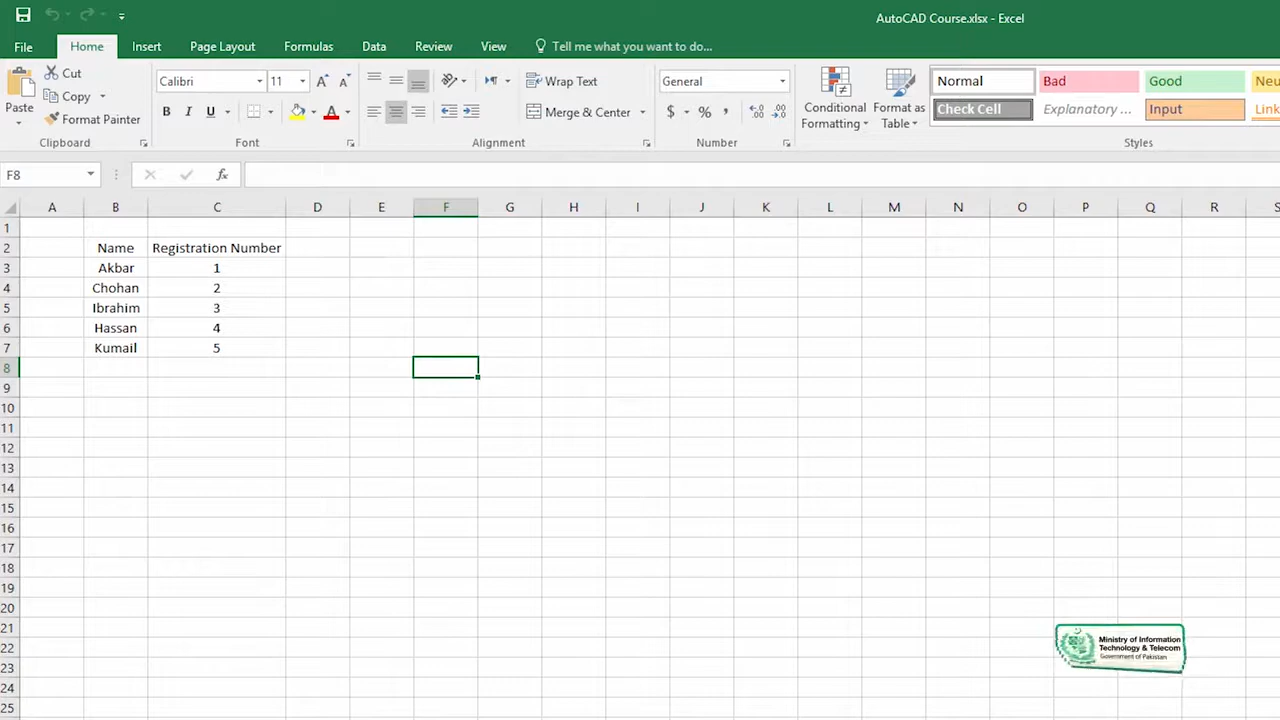 AutoCAD Course.xlsx - Excel
File Home Insert Page Layout Formulas Data Review View Tell me what you want to do...
Paste
Cut
Copy
Format Painter
Clipboard
Calibri 11
B I U
Font
Wrap Text
Merge & Center
Alignment
General
$ % ,
Number
Conditional
Formatting
Format as
Table
Normal Bad Good Neu
Check Cell Explanatory ... Input Link
Styles
F8 fx
A B C D E F G H I J K L M N O P Q R S
1
2 Name Registration Number
3 Akbar 1
4 Chohan 2
5 Ibrahim 3
6 Hassan 4
7 Kumail 5
8
9
10
11
12
13
14
15
16
17
18
19
20
21
22
23
24
25
Ministry of Information
Technology & Telecom
Government of Pakistan